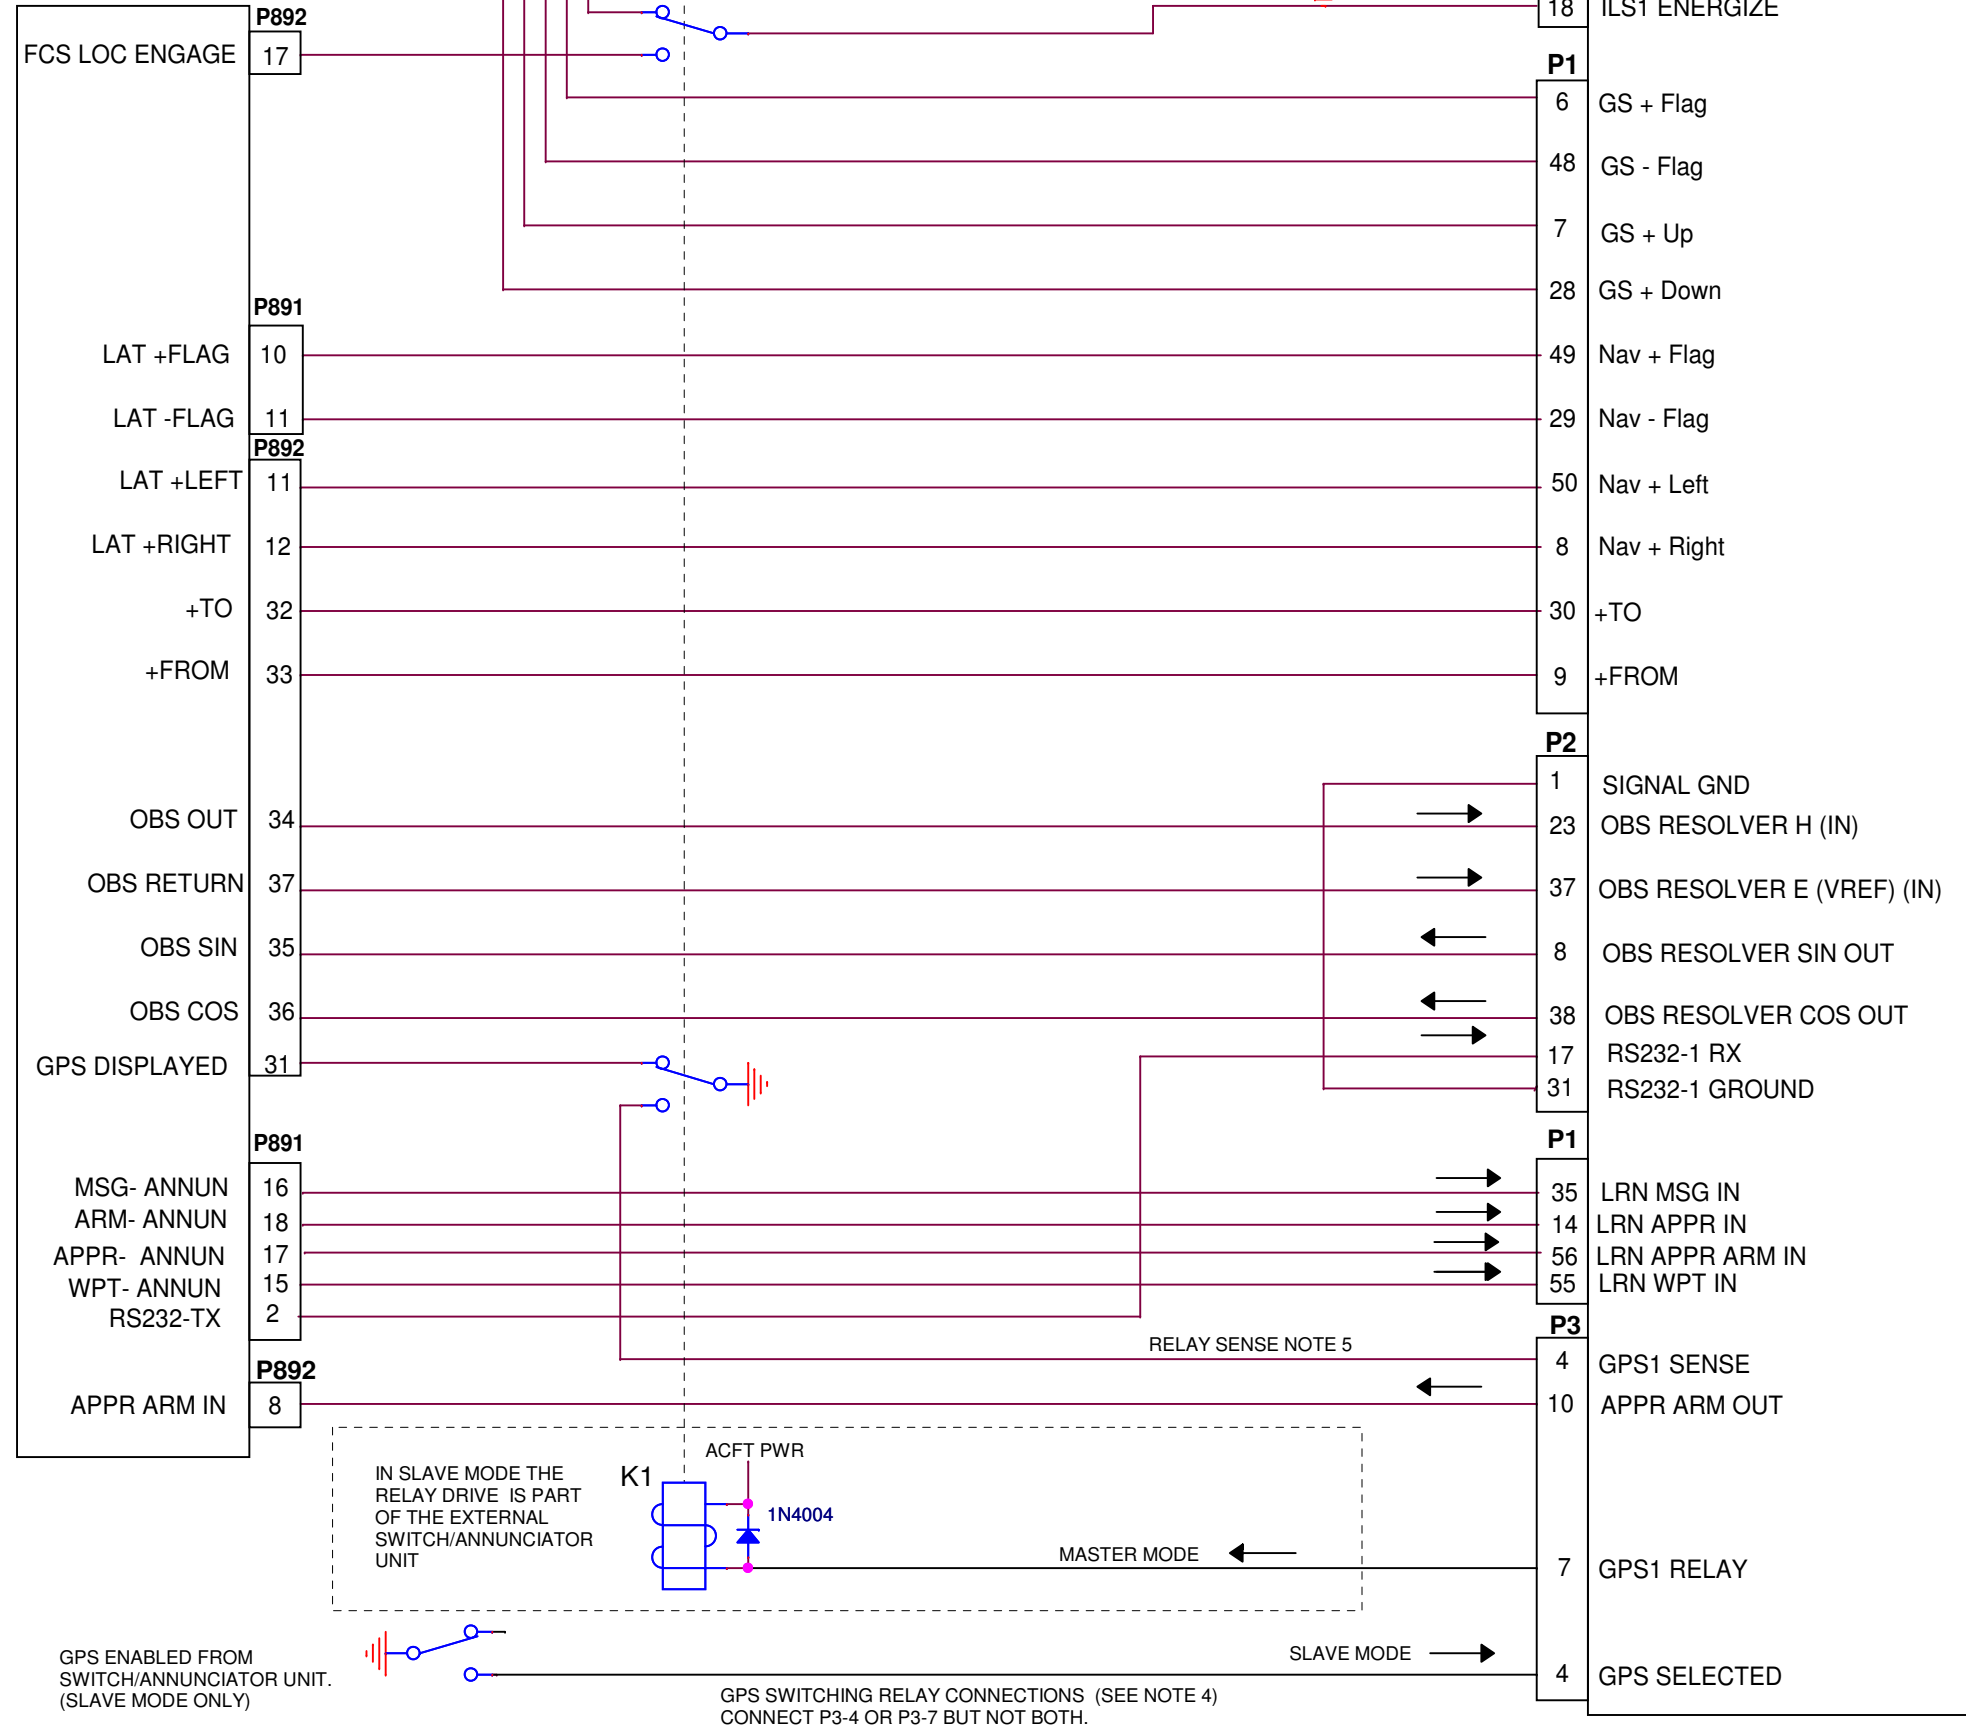 P892
FCS LOC ENGAGE 17
18 ILS1 ENERGIZE
P1
6 GS + Flag
48 GS - Flag
7 GS + Up
28 GS + Down
P891
LAT +FLAG 10 49 Nav + Flag
LAT -FLAG 11 29 Nav - Flag
P892
LAT +LEFT 11 50 Nav + Left
LAT +RIGHT 12 8 Nav + Right
+TO 32 30 +TO
+FROM 33 9 +FROM
P2
1 SIGNAL GND
OBS OUT 34 23 OBS RESOLVER H (IN)
OBS RETURN 37 37 OBS RESOLVER E (VREF) (IN)
OBS SIN 35 8 OBS RESOLVER SIN OUT
OBS COS 36 38 OBS RESOLVER COS OUT
17 RS232-1 RX
GPS DISPLAYED 31 31 RS232-1 GROUND
P891 P1
MSG- ANNUN 16 35 LRN MSG IN
ARM- ANNUN 18 14 LRN APPR IN
APPR- ANNUN 17 56 LRN APPR ARM IN
WPT- ANNUN 15 55 LRN WPT IN
RS232-TX 2
P3
RELAY SENSE NOTE 5
4 GPS1 SENSE
P892
APPR ARM IN 8 10 APPR ARM OUT
ACFT PWR
IN SLAVE MODE THE
RELAY DRIVE IS PART
OF THE EXTERNAL
SWITCH/ANNUNCIATOR
UNIT
K1
1N4004
MASTER MODE
7 GPS1 RELAY
GPS ENABLED FROM
SWITCH/ANNUNCIATOR UNIT.
(SLAVE MODE ONLY)
SLAVE MODE
4 GPS SELECTED
GPS SWITCHING RELAY CONNECTIONS (SEE NOTE 4)
CONNECT P3-4 OR P3-7 BUT NOT BOTH.